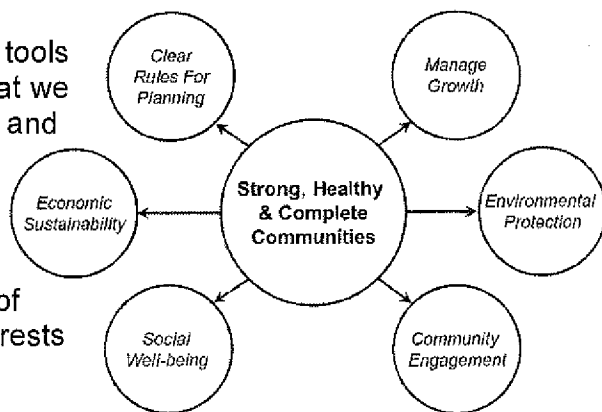 tools
at we
and
of
rests
Clear
Rules For
Planning
Manage
Growth
Economic
Sustainability
Strong, Healthy
& Complete
Communities
Environmental
Protection
Social
Well-being
Community
Engagement